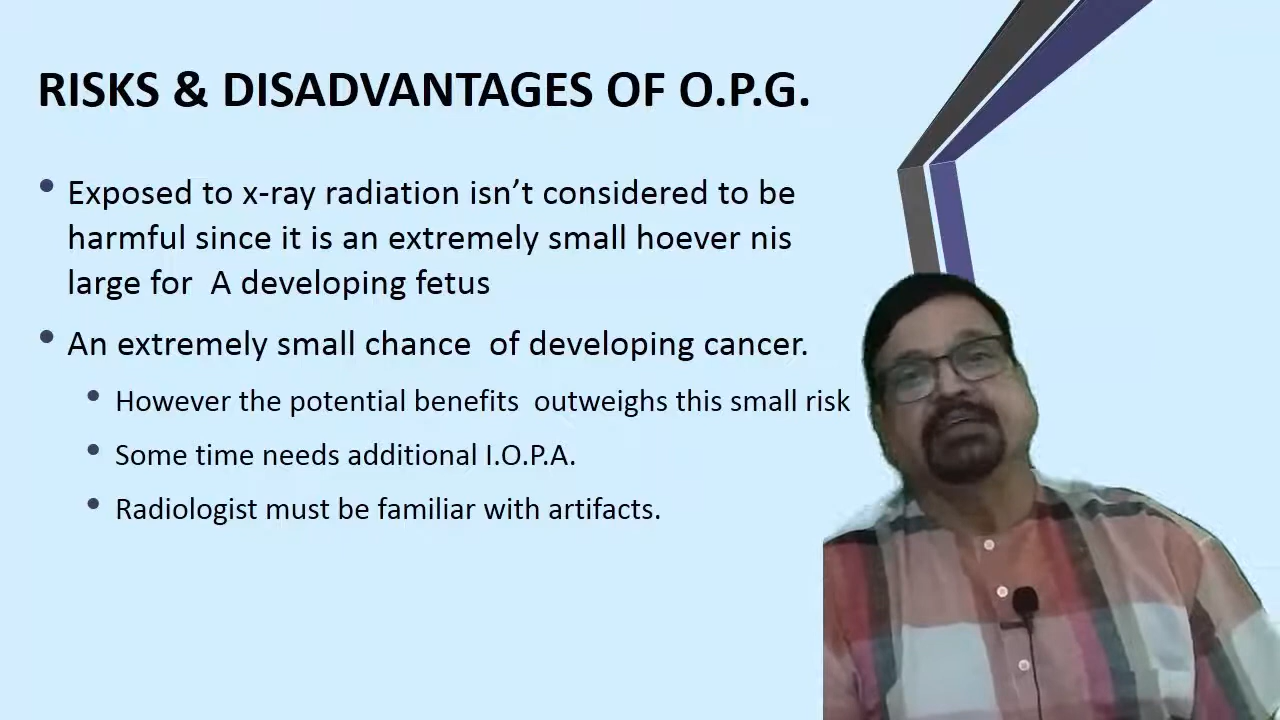 RISKS & DISADVANTAGES OF O.P.G.
Exposed to x-ray radiation isn’t considered to be
harmful since it is an extremely small hoever nis
large for A developing fetus
An extremely small chance of developing cancer.
However the potential benefits outweighs this small risk
Some time needs additional I.O.P.A.
Radiologist must be familiar with artifacts.